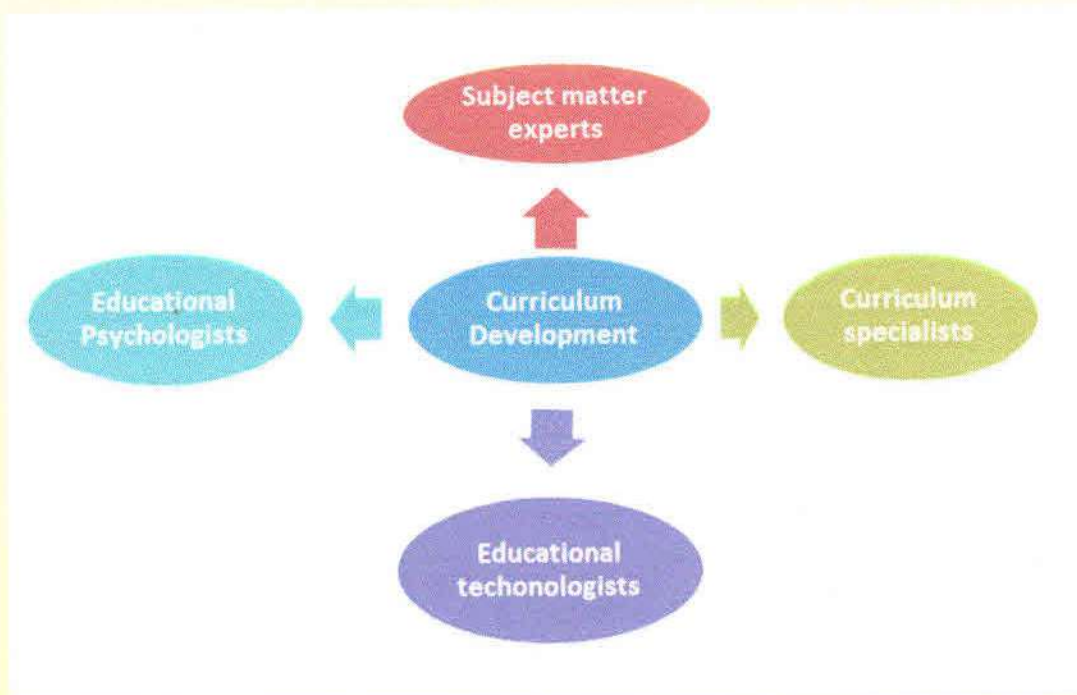 Subject matter
experts
Educational
Psychologists
Curriculum
Development
Curriculum
specialists
Educational
techonologists